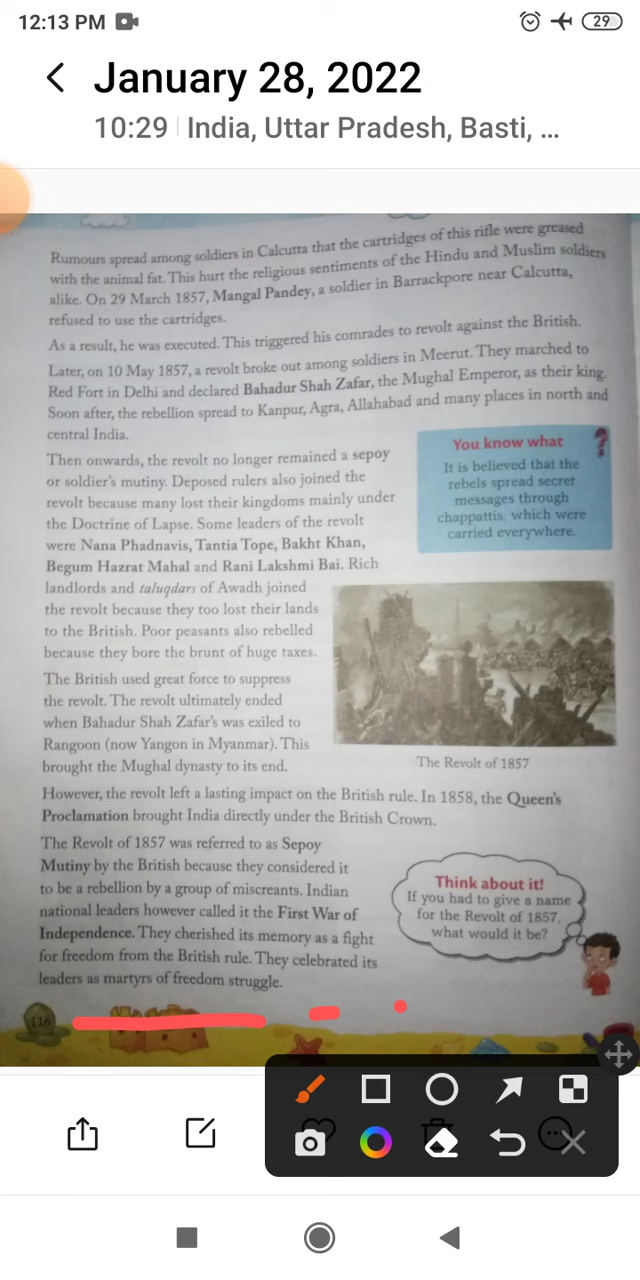 12:13 PM
29
January 28, 2022
10:29 | India, Uttar Pradesh, Basti, ...
Rumours spread among soldiers in Calcutta that the cartridges of this rifle were greased
with the animal fat. This hurt the religious sentiments of the Hindu and Muslim soldiers
alike. On 29 March 1857, Mangal Pandey, a soldier in Barrackpore near Calcutta,
refused to use the cartridges.
As a result, he was executed. This triggered his comrades to revolt against the British.
Later, on 10 May 1857, a revolt broke out among soldiers in Meerut. They marched to
Red Fort in Delhi and declared Bahadur Shah Zafar, the Mughal Emperor, as their king.
Soon after, the rebellion spread to Kanpur, Agra, Allahabad and many places in north and
central India.
Then onwards, the revolt no longer remained a sepoy
or soldier's mutiny. Deposed rulers also joined the
revolt because many lost their kingdoms mainly under
the Doctrine of Lapse. Some leaders of the revolt
were Nana Phadnavis, Tantia Tope, Bakht Khan,
Begum Hazrat Mahal and Rani Lakshmi Bai. Rich
landlords and taluqdars of Awadh joined
the revolt because they too lost their lands
to the British. Poor peasants also rebelled
because they bore the brunt of huge taxes.
You know what
?
It is believed that the
rebels spread secret
messages through
chappattis, which were
carried everywhere.
The British used great force to suppress
the revolt. The revolt ultimately ended
when Bahadur Shah Zafar's was exiled to
Rangoon (now Yangon in Myanmar). This
brought the Mughal dynasty to its end.
The Revolt of 1857
However, the revolt left a lasting impact on the British rule. In 1858, the Queen's
Proclamation brought India directly under the British Crown.
The Revolt of 1857 was referred to as Sepoy
Mutiny by the British because they considered it
to be a rebellion by a group of miscreants. Indian
national leaders however called it the First War of
Independence. They cherished its memory as a fight
for freedom from the British rule. They celebrated its
leaders as martyrs of freedom struggle.
Think about it!
If you had to give a name
for the Revolt of 1857,
what would it be?
116